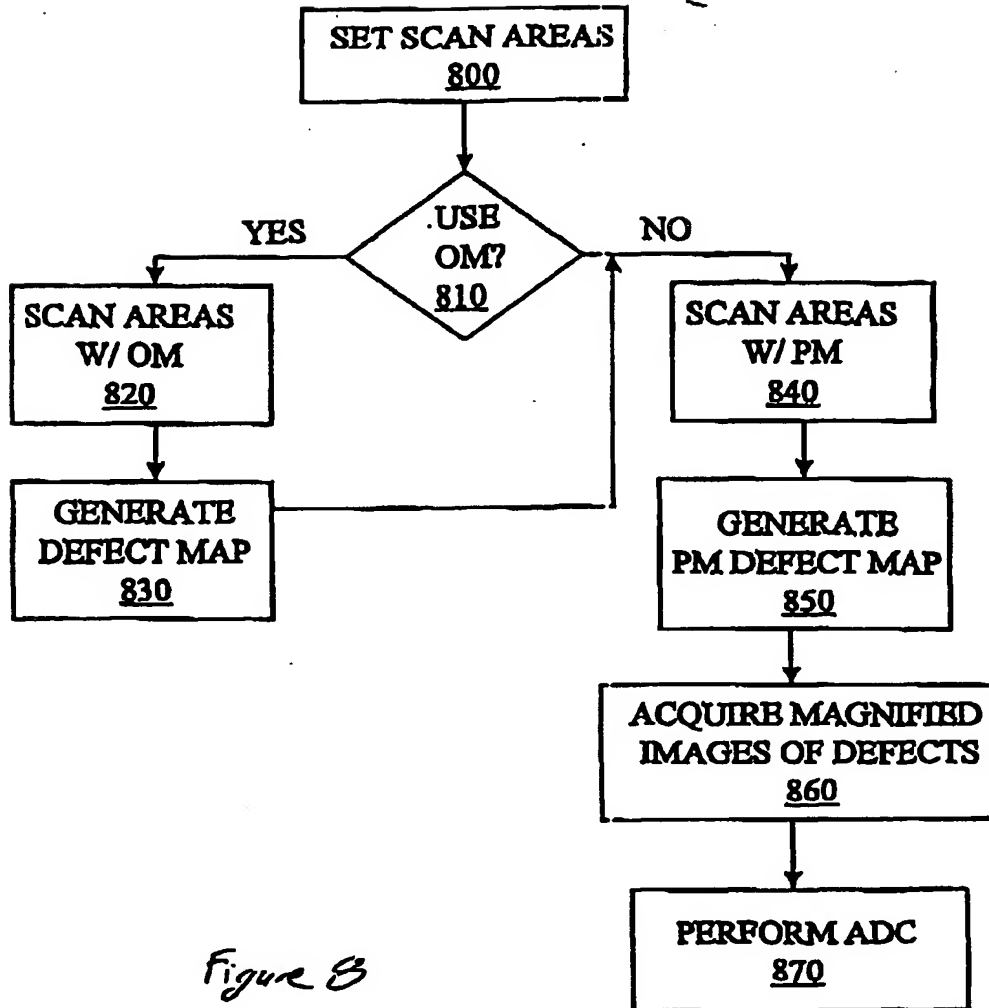 SET SCAN AREAS
800
.USE
OM?
810
YES
NO
SCAN AREAS
W/ OM
820
SCAN AREAS
W/ PM
840
GENERATE
DEFECT MAP
830
GENERATE
PM DEFECT MAP
850
ACQUIRE MAGNIFIED
IMAGES OF DEFECTS
860
PERFORM ADC
870
Figure 8